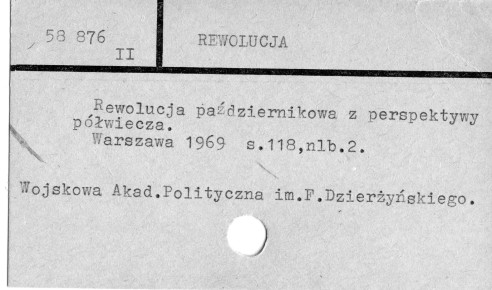 58 876
II
REWOLUCJA
Rewolucja październikowa z perspektywy
półwiecza.
Warszawa 1969 s.118,nlb.2.
Wojskowa Akad.Polityczna im.F.Dzierżyńskiego.